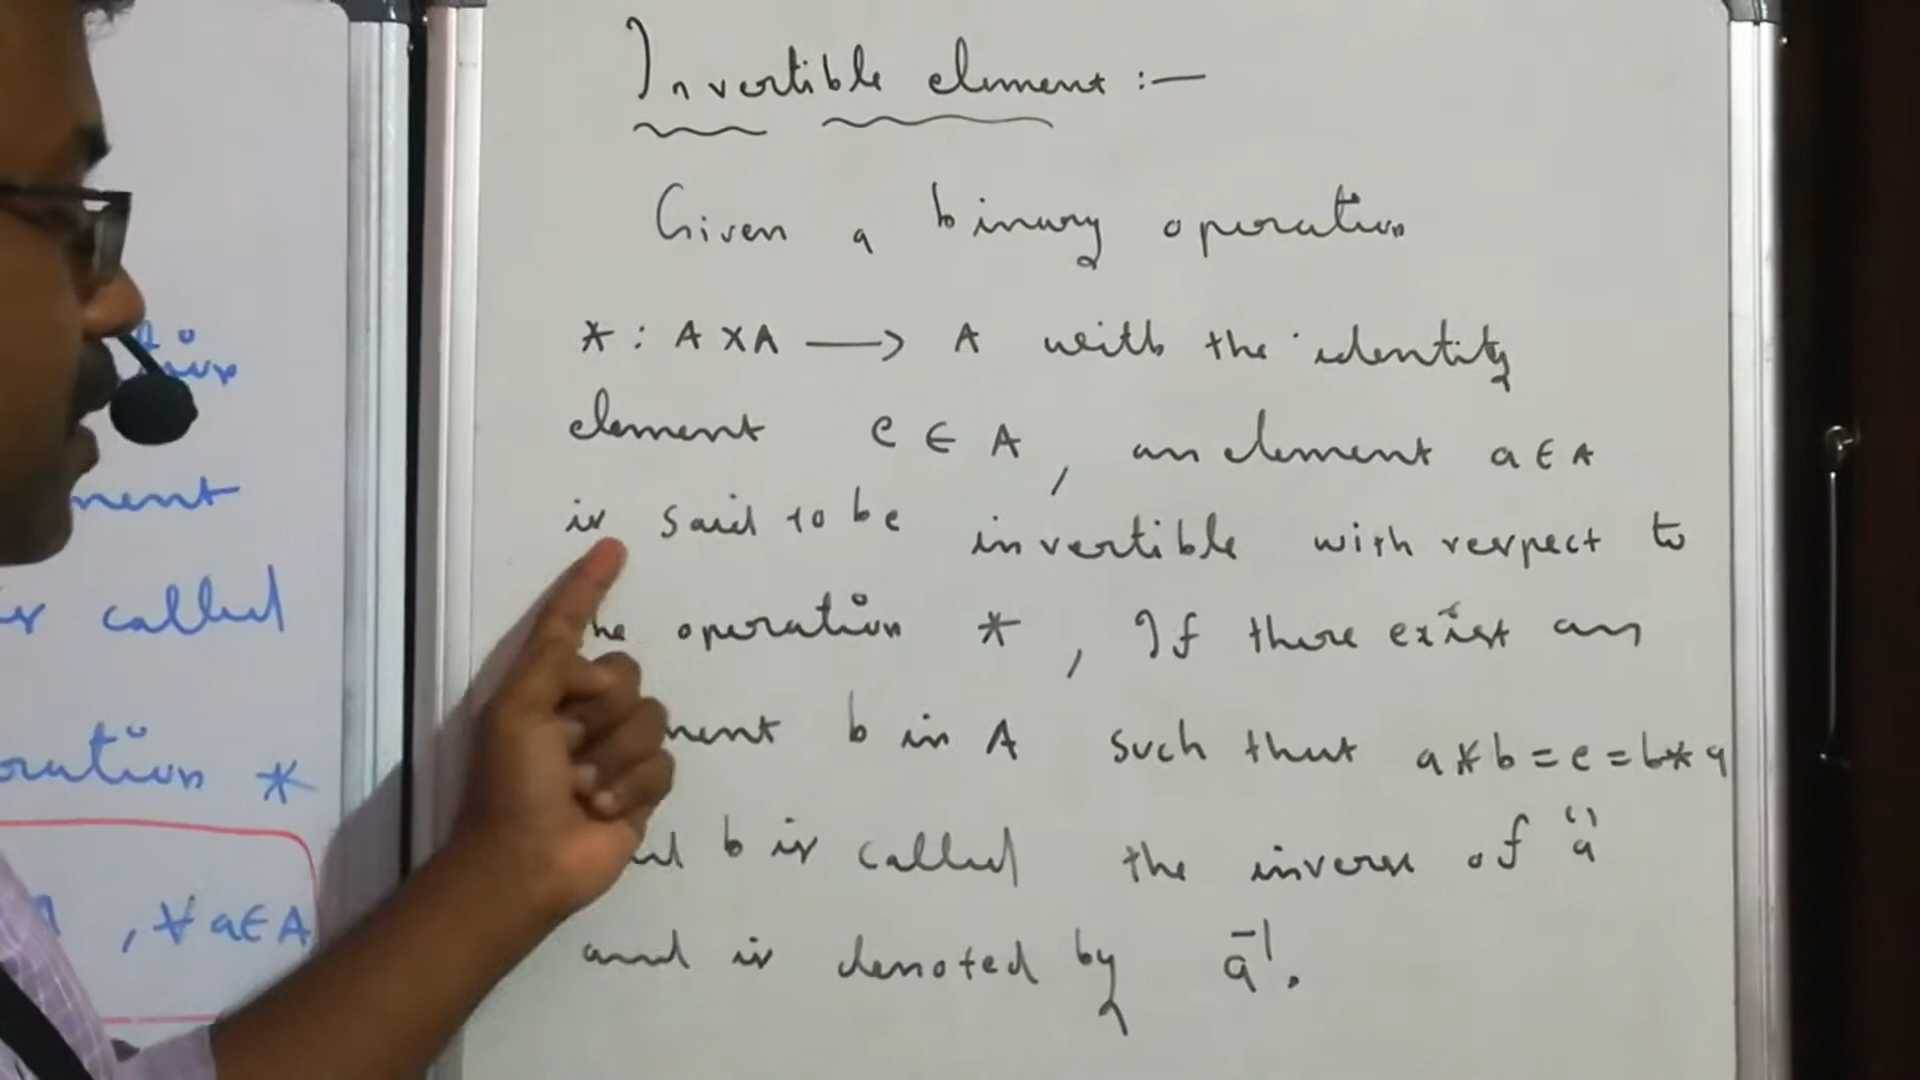 Invertible element :-
Given a binary operation
* : A X A → A with the identity
element e ∈ A , an element a ∈ A
is said to be invertible with respect to
operation * , If there exist an
b in A such that a * b = e = b * a
b is called the inverse of "a"
and is denoted by a⁻¹.
is called
*
, ∀ a ∈ A